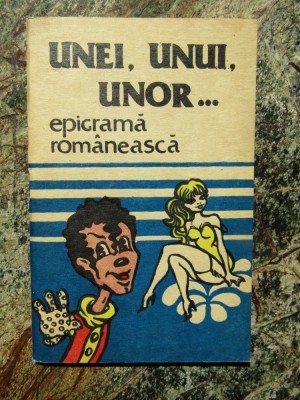 UNEI, UNUI,
UNOR...
epigramă
românească